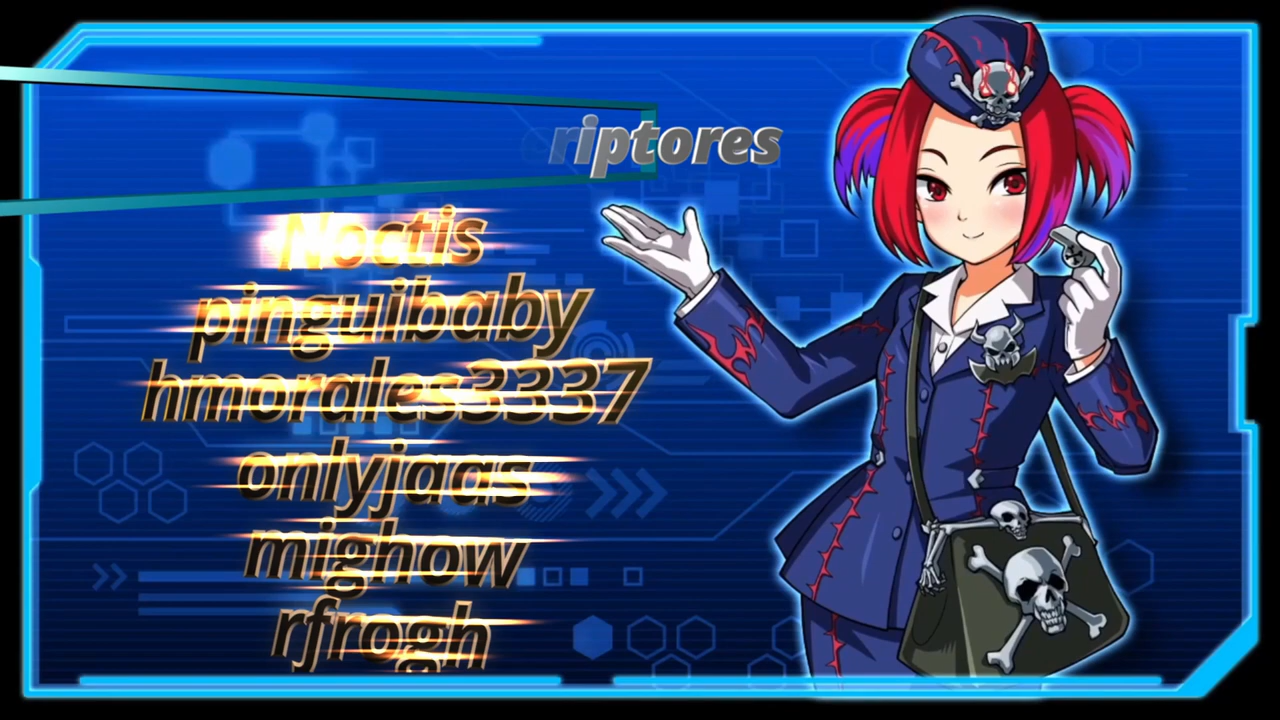 riptores
Noctis
pinguibaby
hmorales3337
onlyjaas
mighow
rfrogh